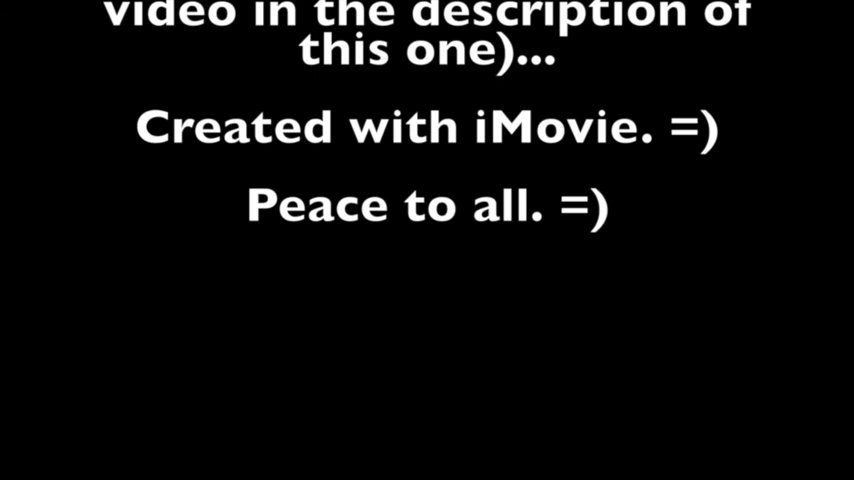 video in the description of
this one)...
Created with iMovie. =)
Peace to all. =)